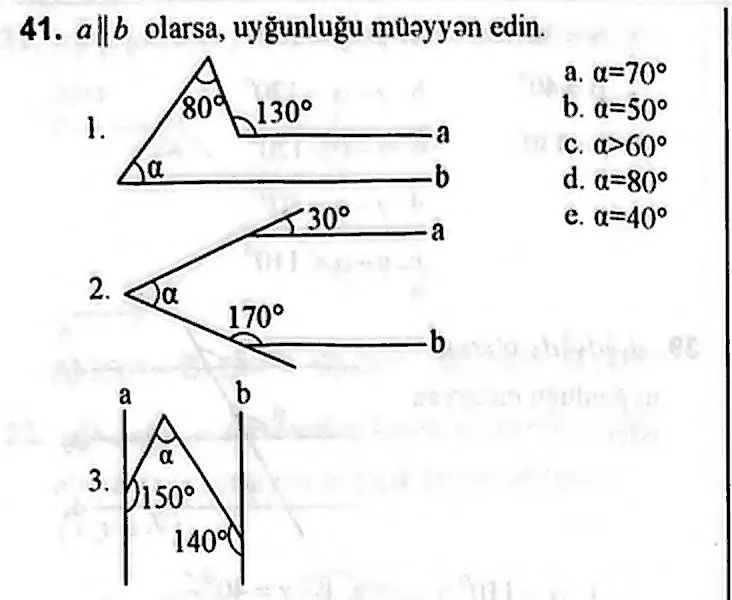 41. a∥b olarsa, uyğunluğu müəyyən edin.
1. 80° 130° a
α b
2. 30° a
α
170° b
3. a b
α
150°
140°
a. α=70°
b. α=50°
c. α>60°
d. α=80°
e. α=40°